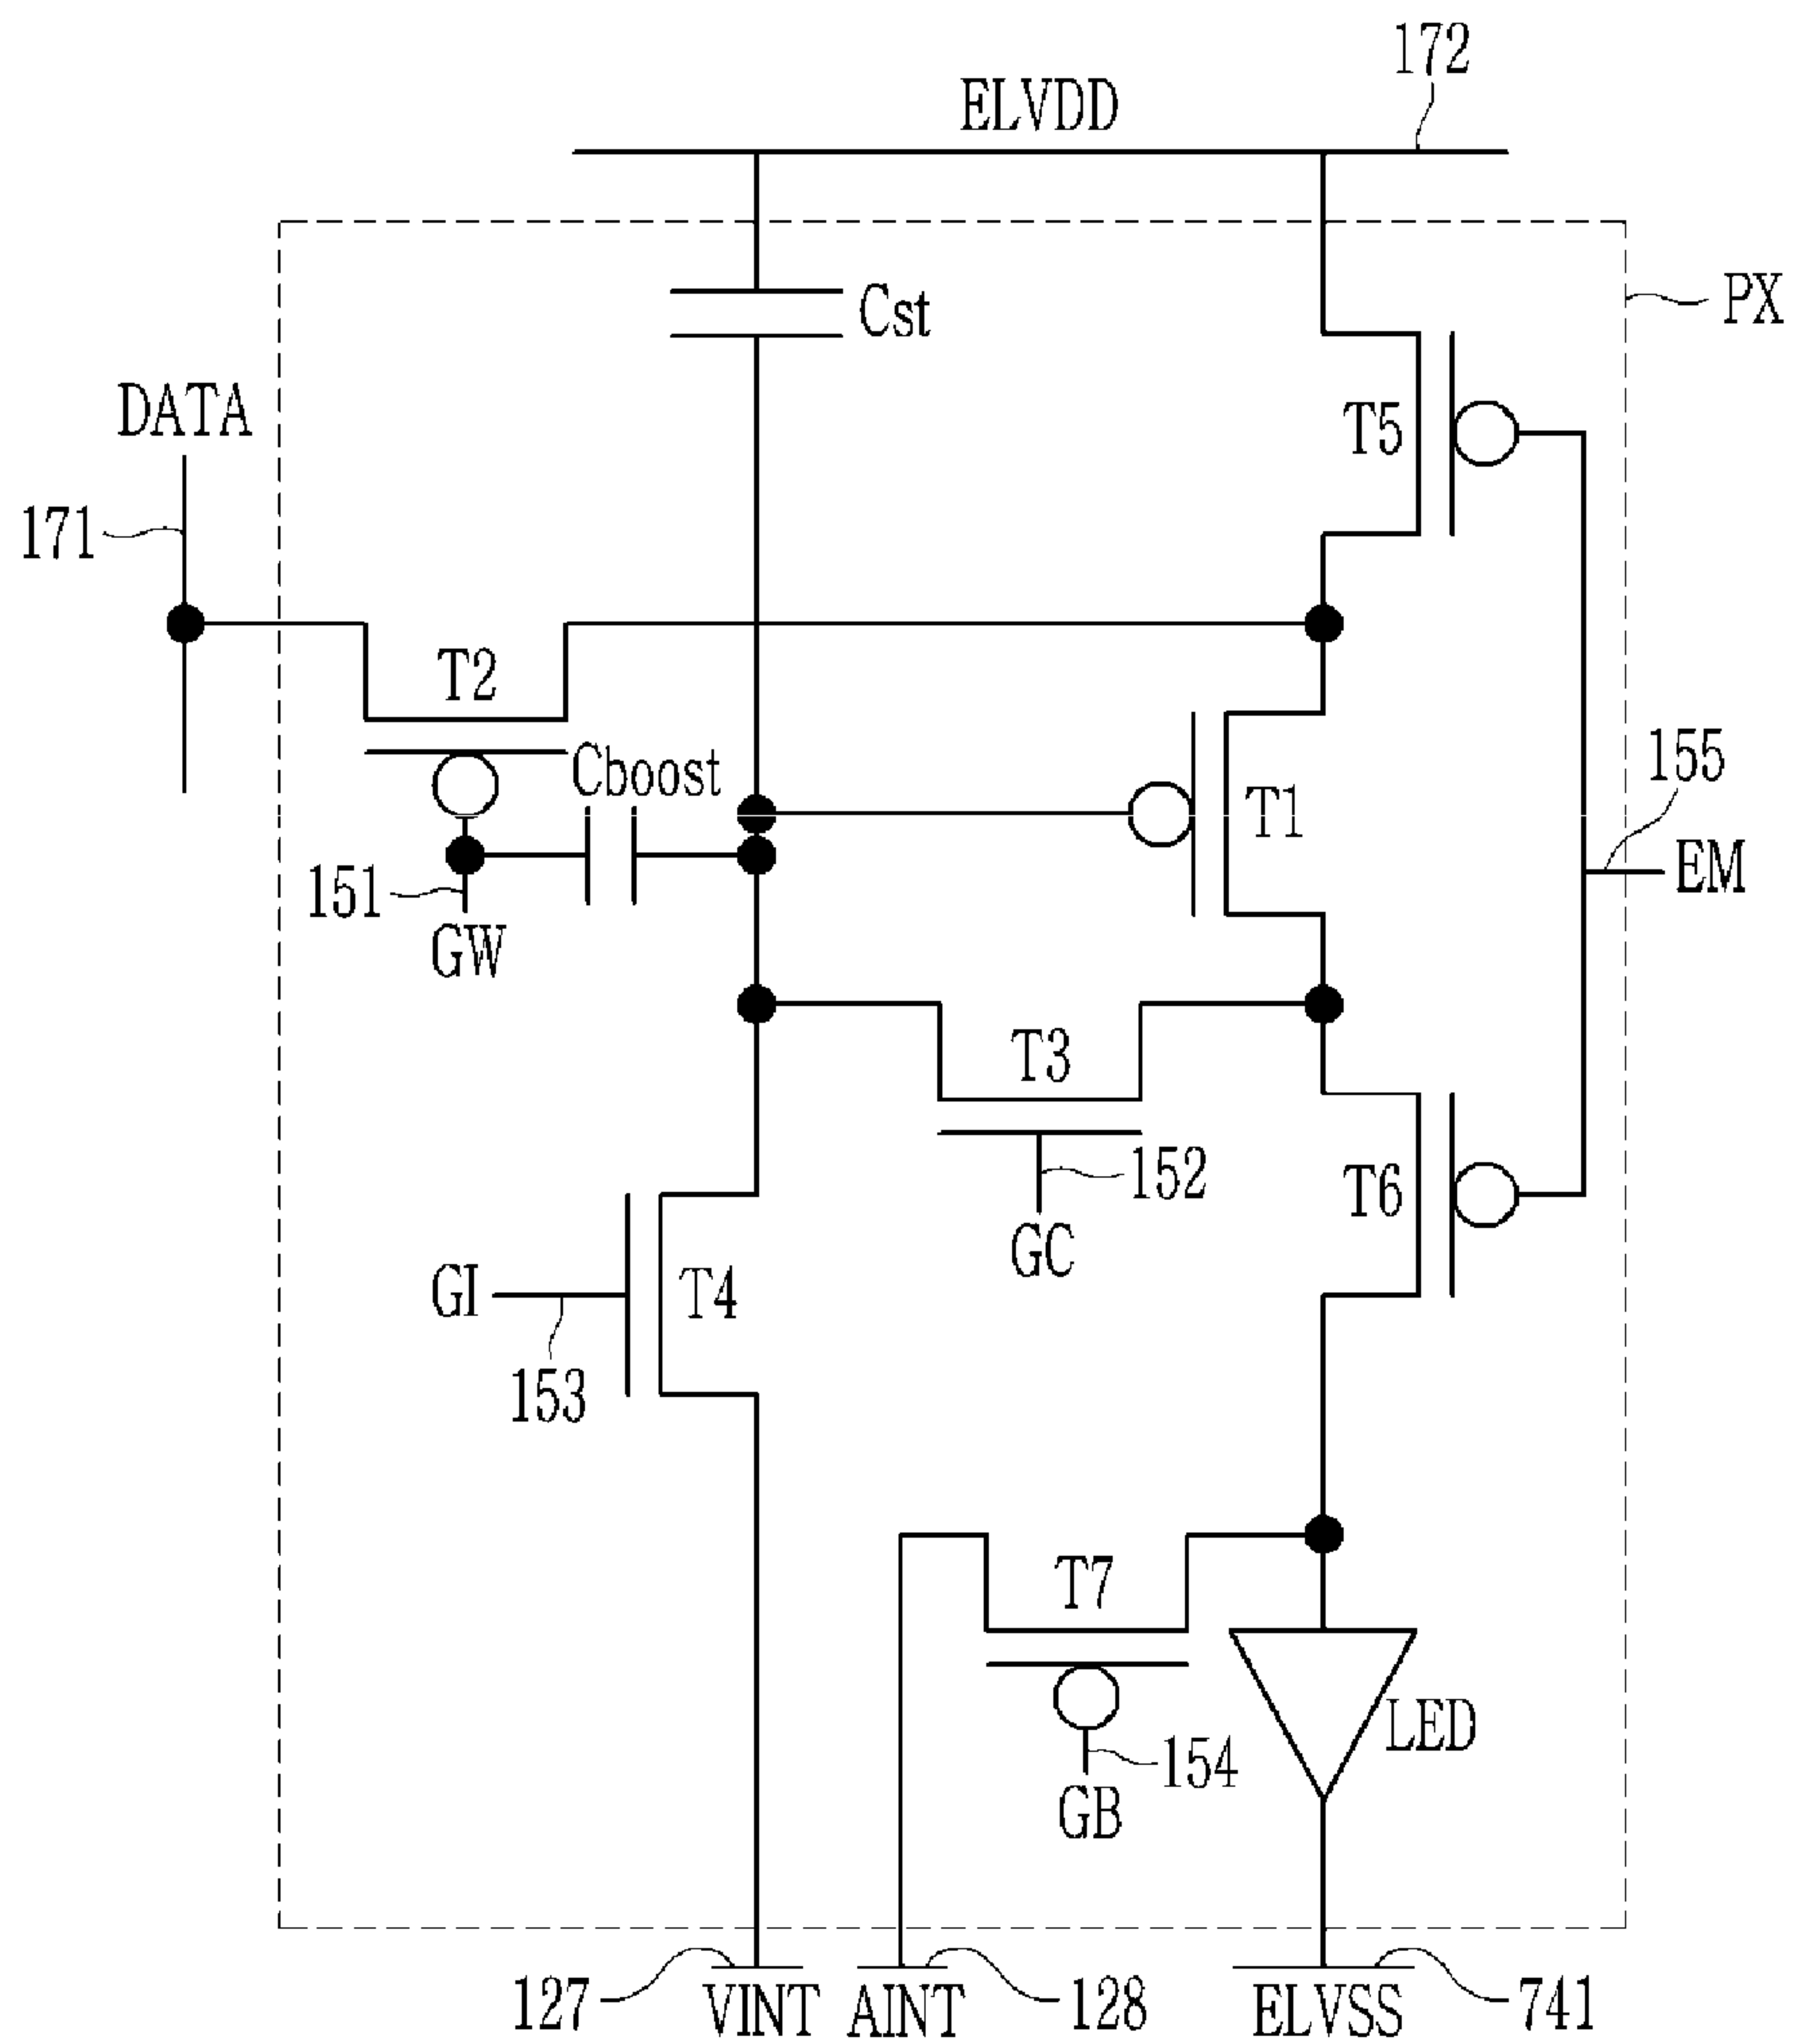 172
ELVDD
PX
Cst
DATA
T5
171
T2
Cboost
T1
155
EM
151
GW
T3
152
T6
GC
GI
T4
153
T7
LED
154
GB
127
VINT
AINT
128
ELVSS
741